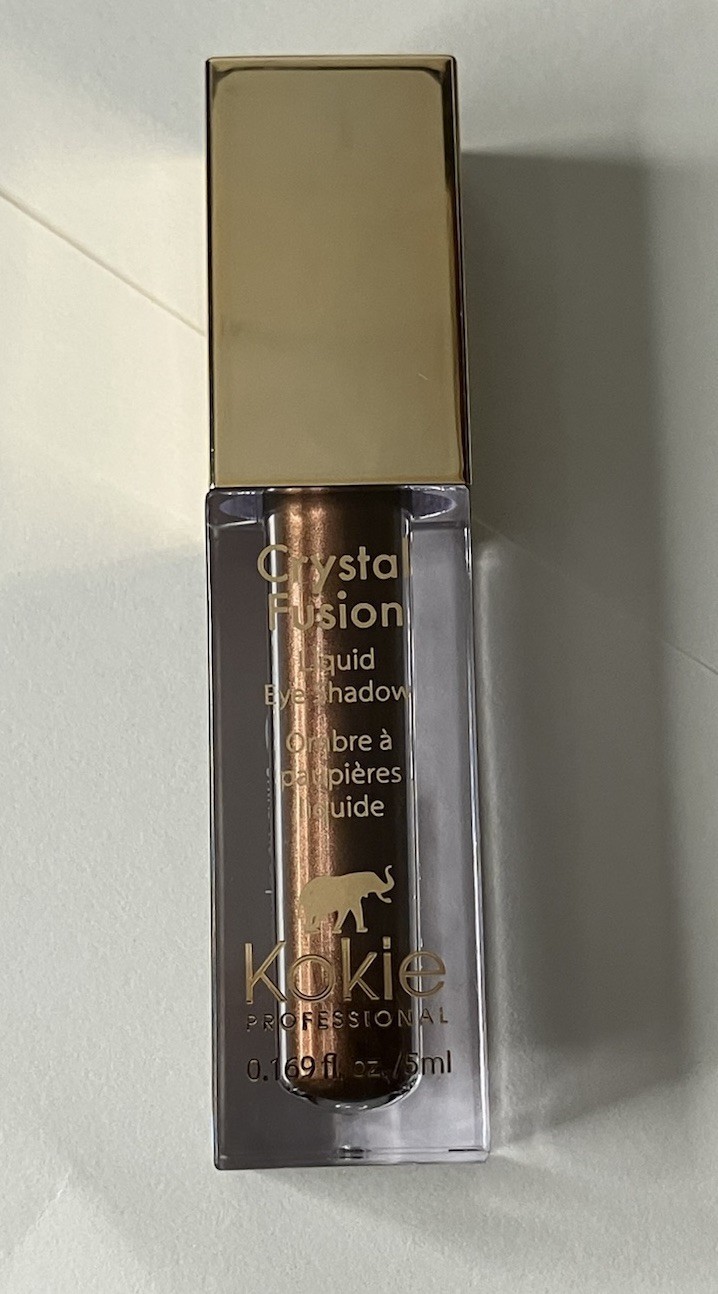 Crystal
Fusion
Liquid
Eye Shadow
Ombre à
paupières
liquide
Kokie
PROFESSIONAL
0.169 fl. oz. / 5ml